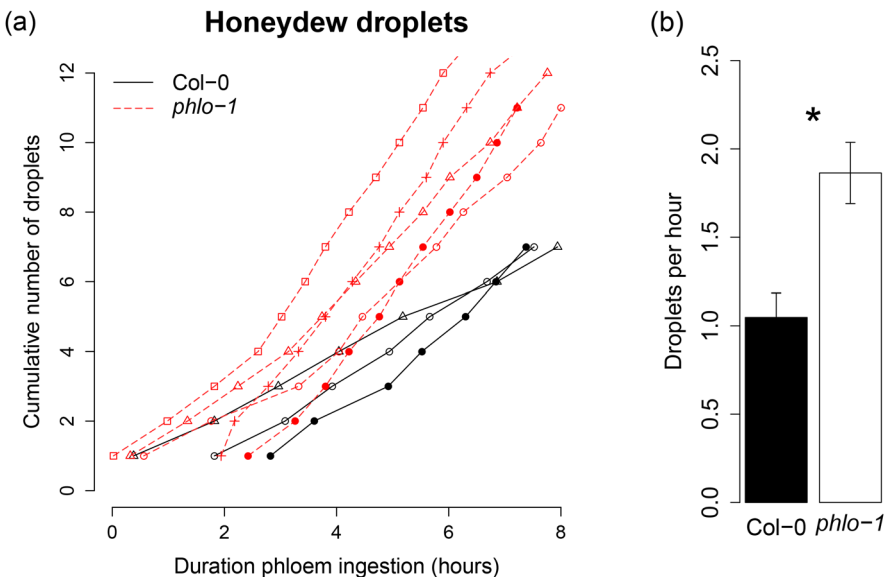 (a)
Honeydew droplets
Col−0
phlo−1
Cumulative number of droplets
12
10
8
6
4
2
0
0 2 4 6 8
Duration phloem ingestion (hours)
(b)
*
Droplets per hour
2.5
2.0
1.5
1.0
0.5
0.0
Col−0 phlo−1